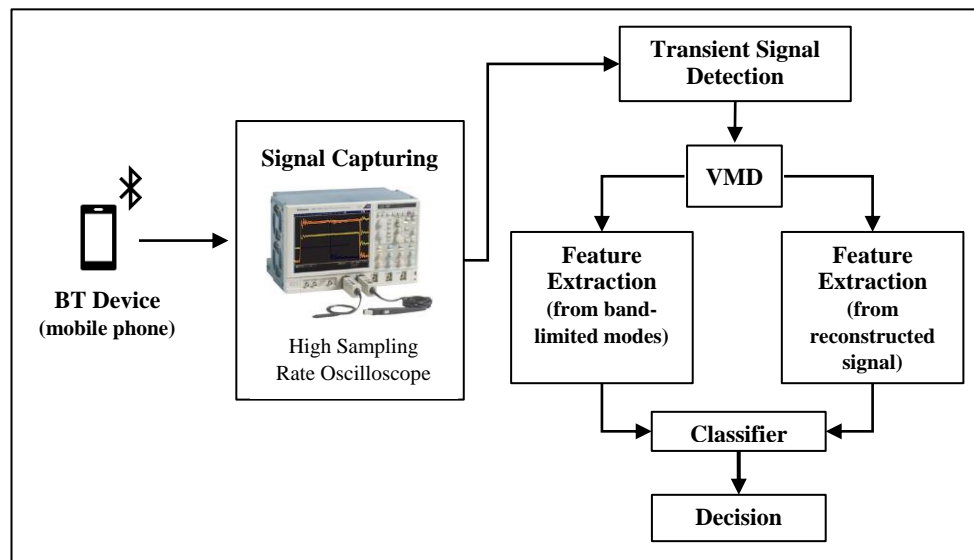 Transient Signal
Detection
Signal Capturing
VMD
Feature
Extraction
(from band-
limited modes)
Feature
Extraction
(from
reconstructed
signal)
BT Device
(mobile phone)
High Sampling
Rate Oscilloscope
Classifier
Decision